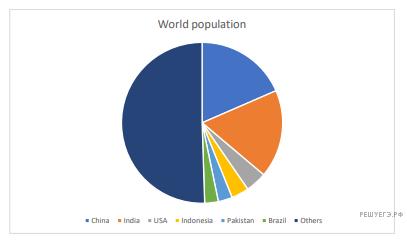 World population
РЕШУЕГЭ.РФ
China India USA Indonesia Pakistan Brazil Others